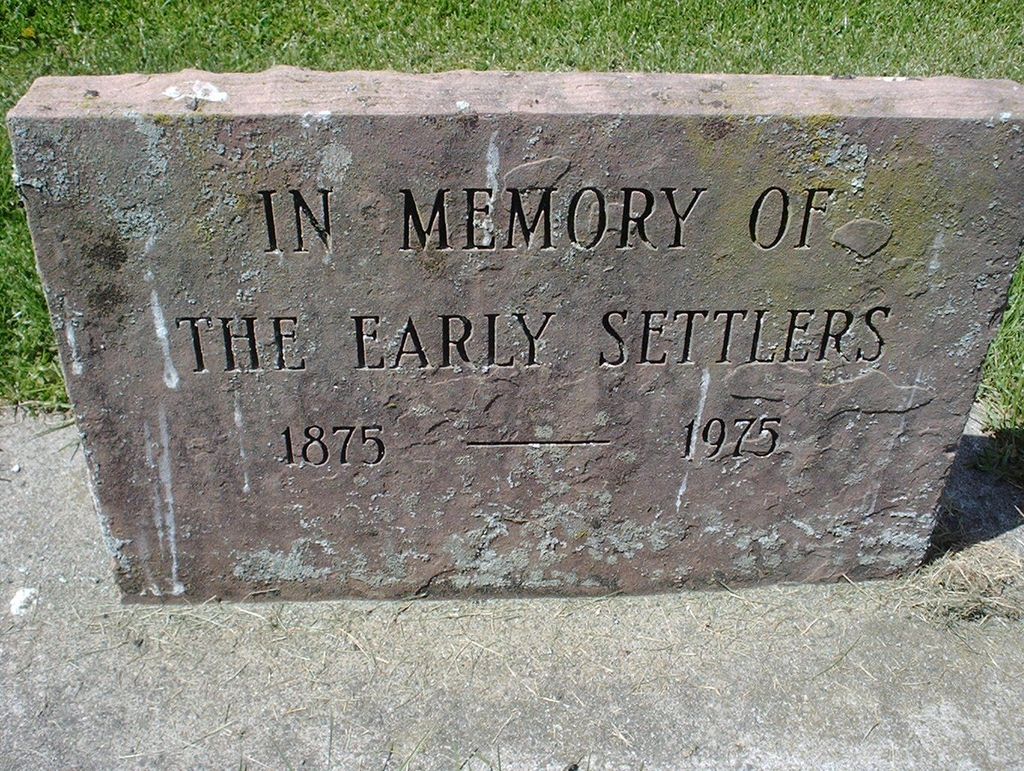 IN MEMORY OF
THE EARLY SETTLERS
1875 — 1975